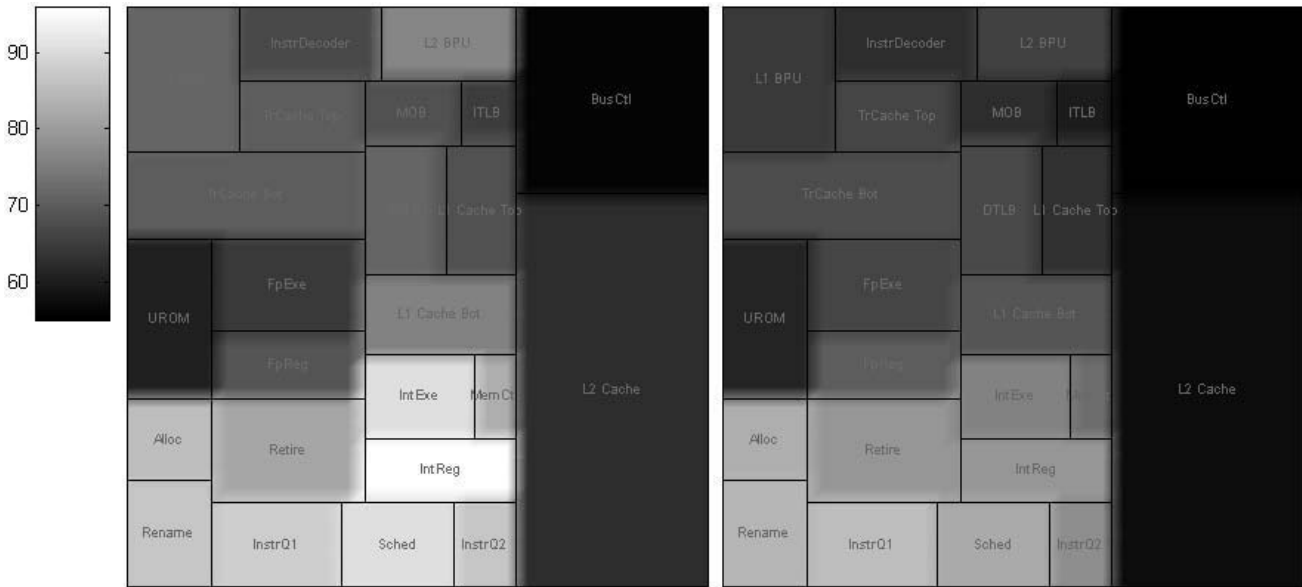 90
80
70
60
InstrDecoder
L2 BPU
BusCtl
TrCache Top
MOB
ITLB
TrCache Bot
L1 Cache Top
FpExe
UROM
L1 Cache Bot
FpReg
IntExe
MemCt
L2 Cache
Alloc
Retire
IntReg
Rename
InstrQ1
Sched
InstrQ2
InstrDecoder
L2 BPU
L1 BPU
BusCtl
TrCache Top
MOB
ITLB
TrCache Bot
DTLB
L1 Cache Top
FpExe
UROM
L1 Cache Bot
FpReg
IntExe
L2 Cache
Alloc
Retire
IntReg
Rename
InstrQ1
Sched
InstrQ2